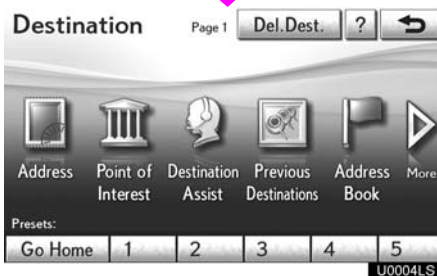 Destination Page 1 Del.Dest. ?
Address Point of Interest Destination Assist Previous Destinations Address Book More
Presets:
Go Home 1 2 3 4 5
U0004LS